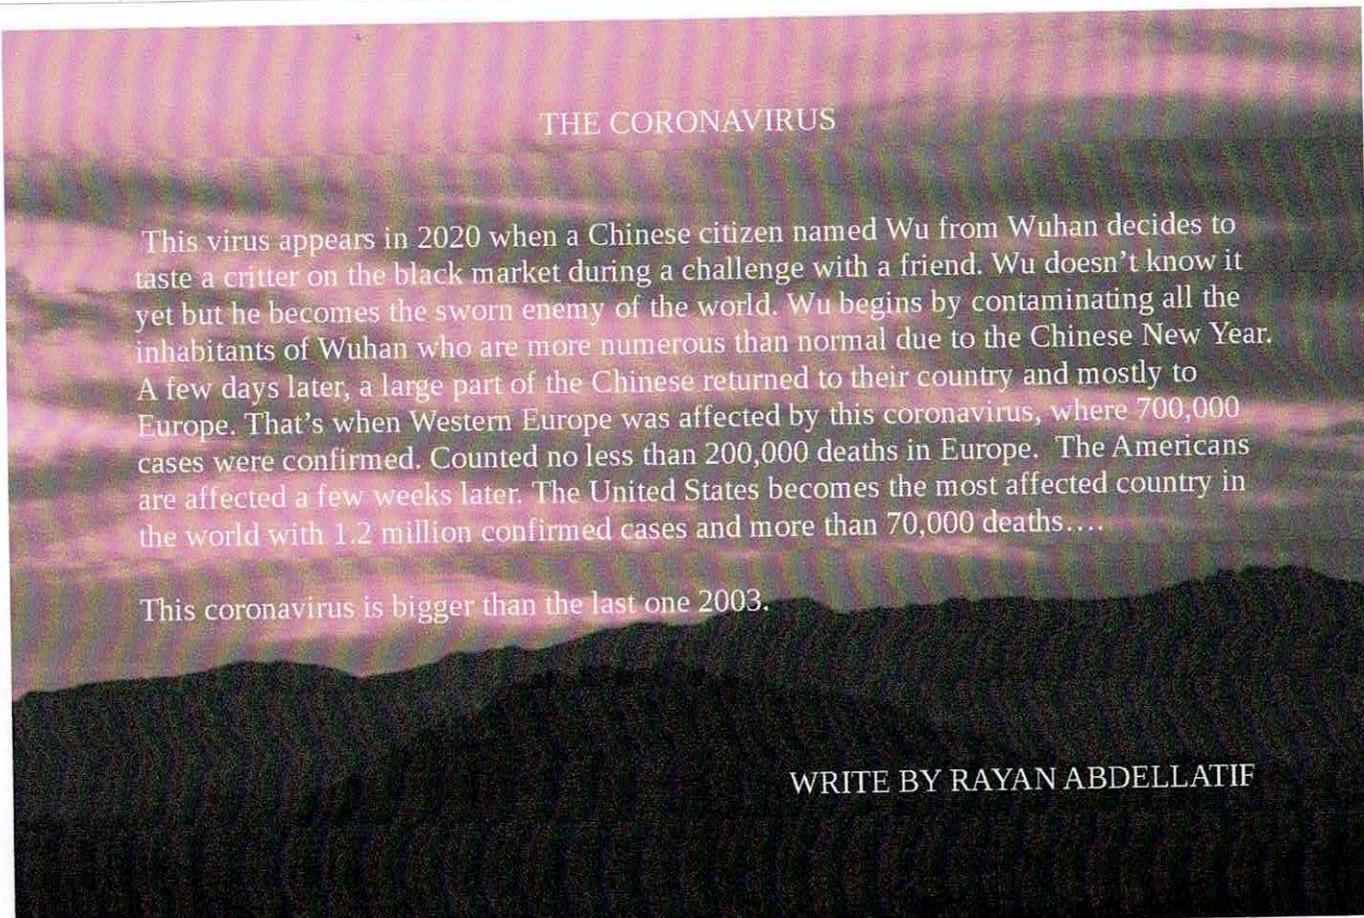 THE CORONAVIRUS
This virus appears in 2020 when a Chinese citizen named Wu from Wuhan decides to
taste a critter on the black market during a challenge with a friend. Wu doesn't know it
yet but he becomes the sworn enemy of the world. Wu begins by contaminating all the
inhabitants of Wuhan who are more numerous than normal due to the Chinese New Year.
A few days later, a large part of the Chinese returned to their country and mostly to
Europe. That's when Western Europe was affected by this coronavirus, where 700,000
cases were confirmed. Counted no less than 200,000 deaths in Europe.  The Americans
are affected a few weeks later. The United States becomes the most affected country in
the world with 1.2 million confirmed cases and more than 70,000 deaths….
This coronavirus is bigger than the last one 2003.
WRITE BY RAYAN ABDELLATIF